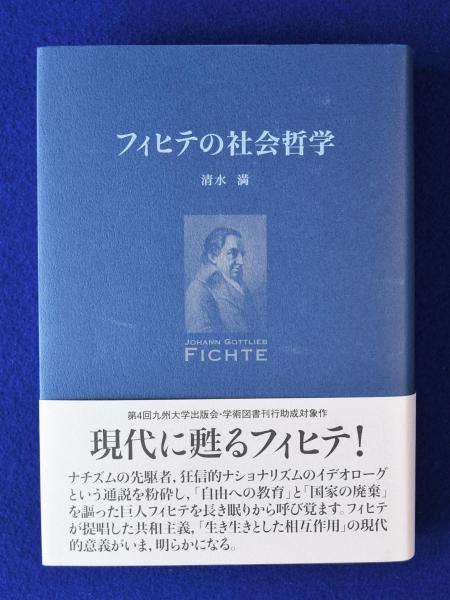 フィヒテの社会哲学
清水 満
JOHANN GOTTLIEB
FICHTE
第4回九州大学出版会・学術図書刊行助成対象作
現代に甦るフィヒテ!
ナチズムの先駆者，狂信的ナショナリズムのイデオローグ
という通説を粉砕し，「自由への教育」と「国家の廃棄」
を謳った巨人フィヒテを長き眠りから呼び覚ます。フィヒテ
が提唱した共和主義，「生き生きとした相互作用」の現代
的意義がいま，明らかになる。